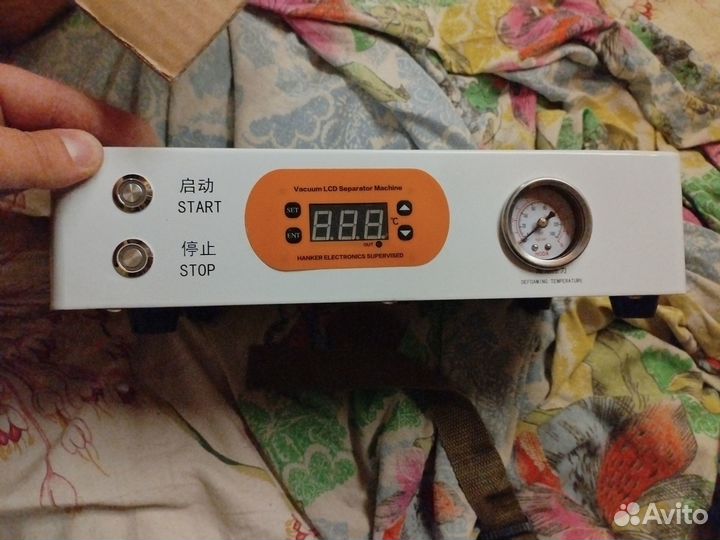 启动
START
停止
STOP
Vacuum LCD Separator Machine
SET
ENT
888
℃
OUT
HANKER ELECTRONICS SUPERVISED
DEFOAMING TEMPERATURE
Avito